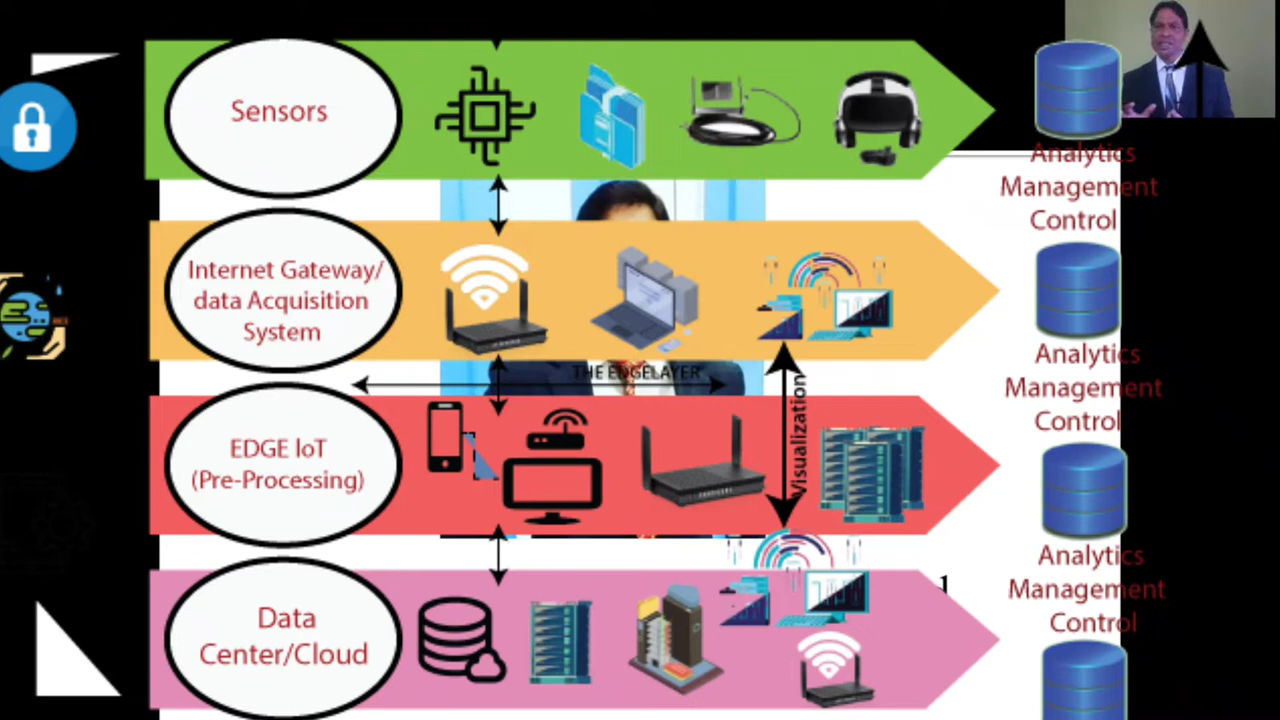 Sensors
Analytics
Management
Control
Internet Gateway/
data Acquisition
System
Analytics
Management
Control
THE EDGELAYER
Visualization
EDGE IoT
(Pre-Processing)
Analytics
Management
Control
1
Data
Center/Cloud